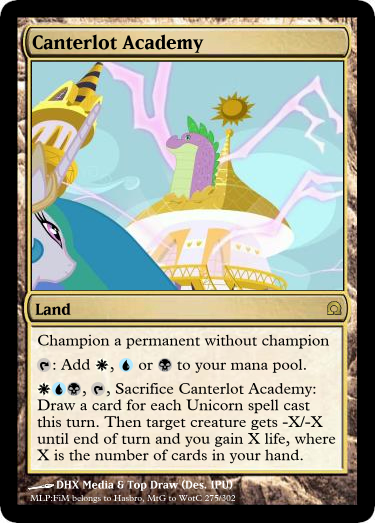 Canterlot Academy
Land
Champion a permanent without champion
: Add , or to your mana pool.
, , Sacrifice Canterlot Academy:
Draw a card for each Unicorn spell cast
this turn. Then target creature gets -X/-X
until end of turn and you gain X life, where
X is the number of cards in your hand.
DHX Media & Top Draw (Des. IPU)
MLP:FiM belongs to Hasbro, MtG to WotC 275/302